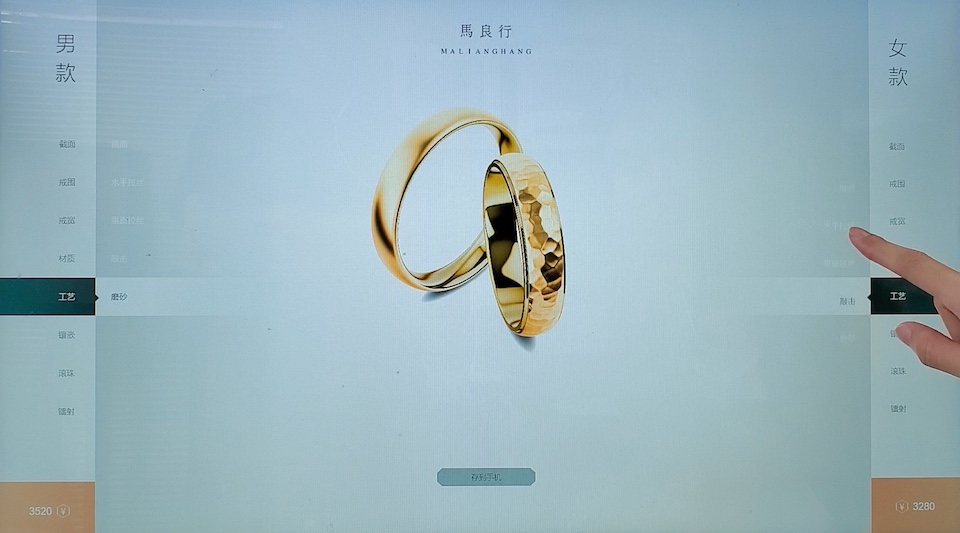 馬良行
MALIANGHANG
男款
截面
戒围
戒宽
材质
工艺
镶嵌
滚珠
镭射
3520 ¥
磨砂
女款
截面
戒围
戒宽
工艺
滚珠
镭射
¥ 3280
敲击
存到手机